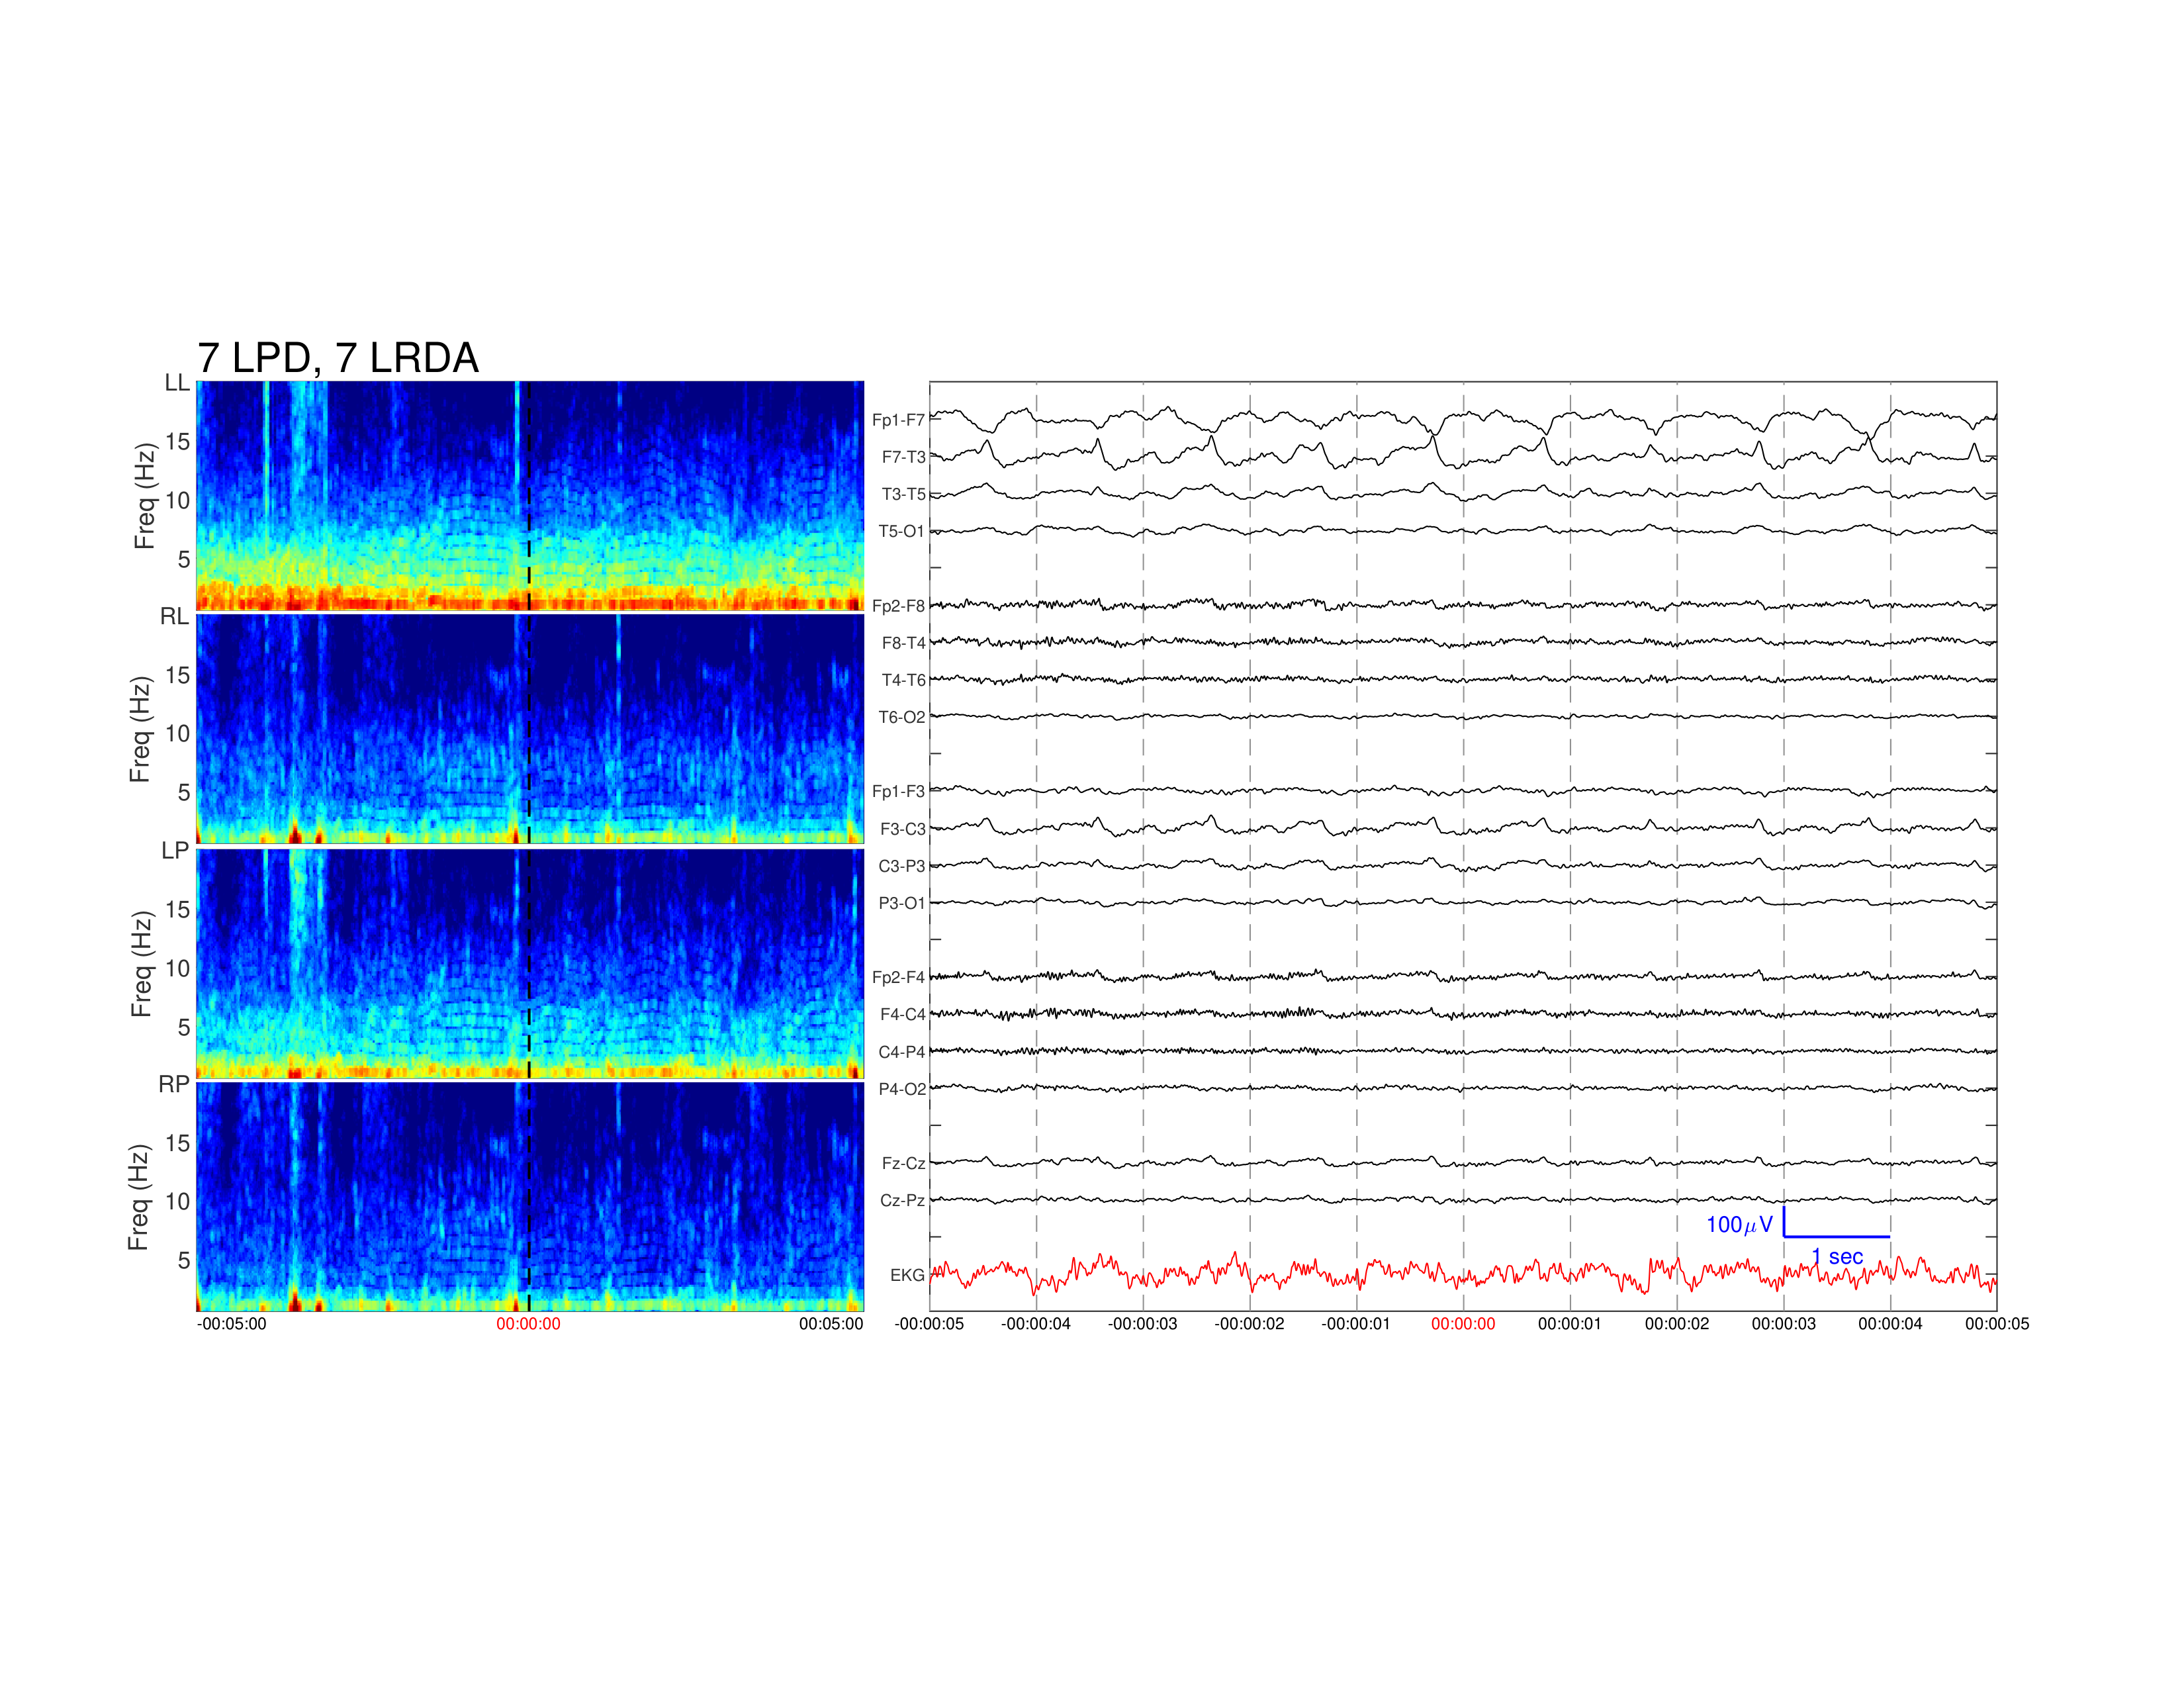 7 LPD, 7 LRDA
LL
Freq (Hz)
15
10
5
RL
Freq (Hz)
15
10
5
LP
Freq (Hz)
15
10
5
RP
Freq (Hz)
15
10
5
-00:05:00
00:00:00
00:05:00
Fp1-F7
F7-T3
T3-T5
T5-O1
Fp2-F8
F8-T4
T4-T6
T6-O2
Fp1-F3
F3-C3
C3-P3
P3-O1
Fp2-F4
F4-C4
C4-P4
P4-O2
Fz-Cz
Cz-Pz
EKG
100μV
1 sec
-00:00:05
-00:00:04
-00:00:03
-00:00:02
-00:00:01
00:00:00
00:00:01
00:00:02
00:00:03
00:00:04
00:00:05